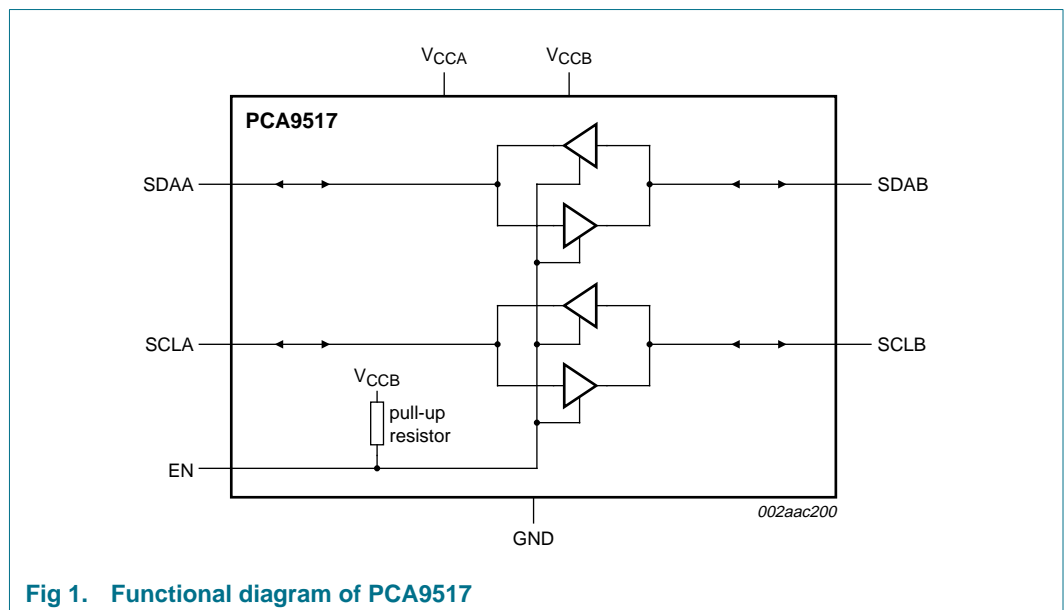 VCCA
VCCB
PCA9517
SDAA
SDAB
SCLA
SCLB
VCCB
pull-up
resistor
EN
002aac200
GND
Fig 1. Functional diagram of PCA9517